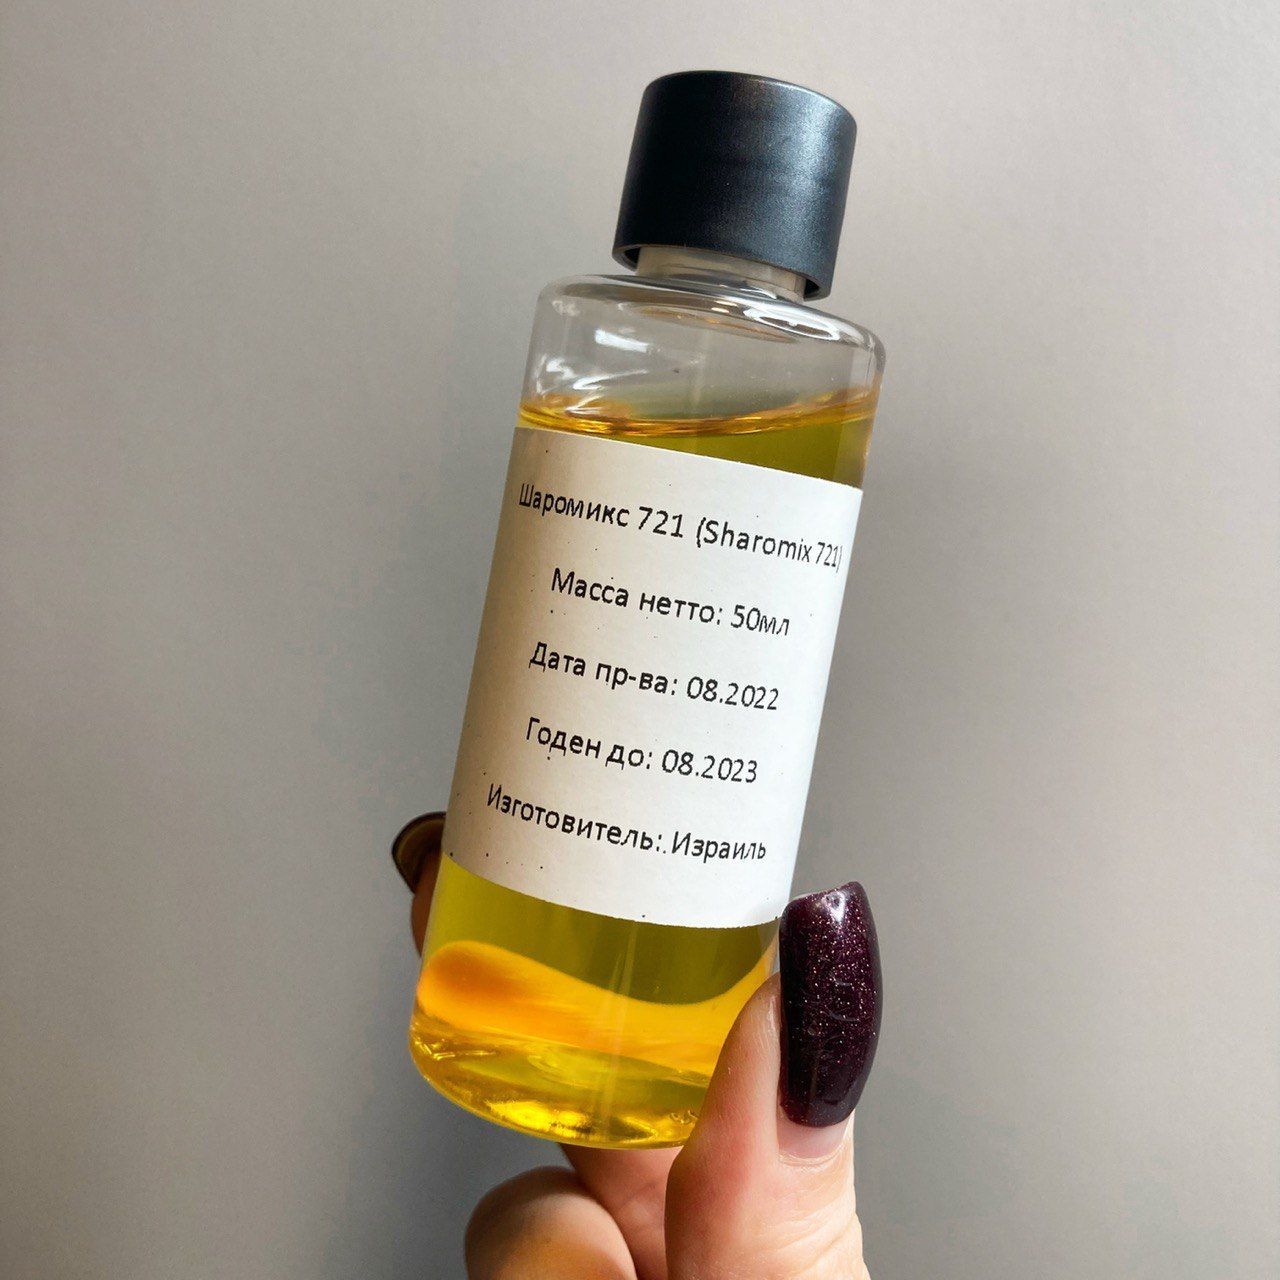 Шаромикс 721 (Sharomix 721)
Масса нетто: 50мл
Дата пр-ва: 08.2022
Годен до: 08.2023
Изготовитель: Израиль